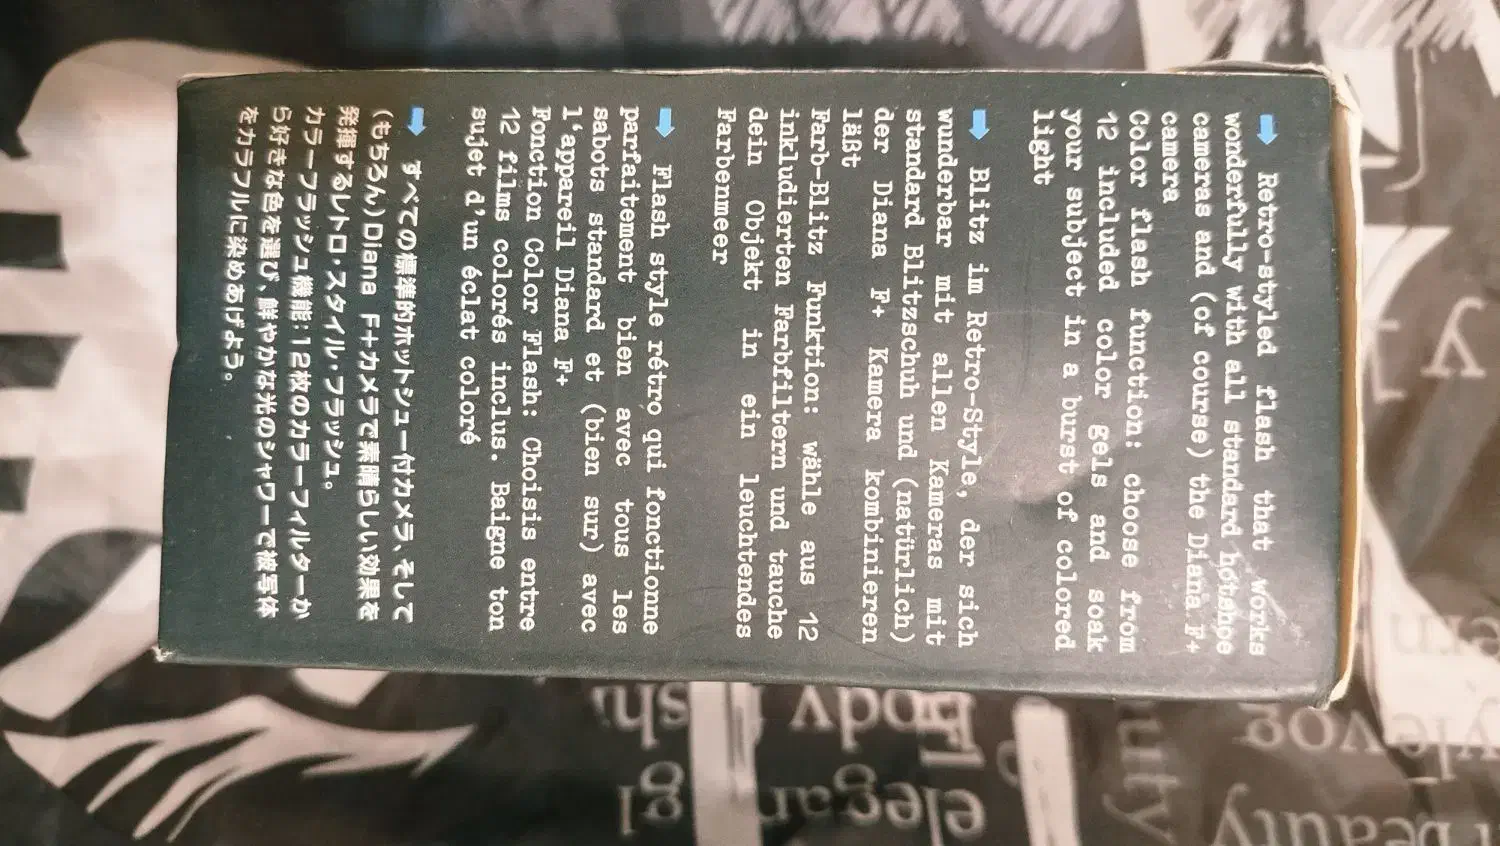 Retro-styled flash that works
wonderfully with all standard hotshoe
cameras and (of course) the Diana F+
camera
Color flash function: choose from
12 included color gels and soak
your subject in a burst of colored
light
Blitz im Retro-Style, der sich
wunderbar mit allen Kameras mit
standard Blitzschuh und (natürlich)
der Diana F+ Kamera kombinieren
läßt
Farb-Blitz Funktion: wähle aus 12
inkludierten Farbfiltern und tauche
dein Objekt in ein leuchtendes
Farbenmeer
Flash style rétro qui fonctionne
parfaitement bien avec tous les
sabots standard et (bien sur) avec
l'appareil Diana F+
Fonction Color Flash: Choisis entre
12 films colorés inclus. Baigne ton
sujet d'un éclat coloré
すべての標準的ホットシュー付カメラ、そして
(もちろん)Diana F+カメラで素晴らしい効果を
発揮するレトロ・スタイル・フラッシュ。
カラーフラッシュ機能:12枚のカラーフィルターか
ら好きな色を選び、鮮やかな光のシャワーで被写体
をカラフルに染めあげよう。
body
elegan
gl
beauty